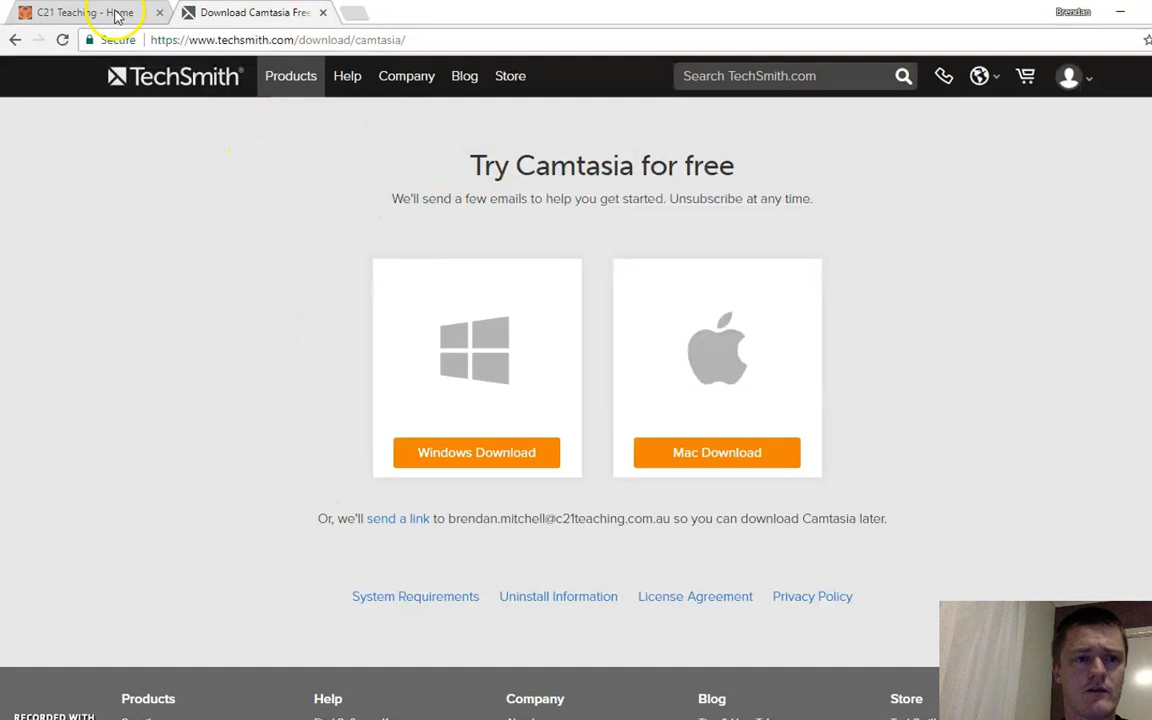 C21 Teaching - Home
Download Camtasia Free
Brendan
Secure
https://www.techsmith.com/download/camtasia/
TechSmith
Products
Help
Company
Blog
Store
Search TechSmith.com
Try Camtasia for free
We'll send a few emails to help you get started. Unsubscribe at any time.
Windows Download
Mac Download
Or, we'll send a link to brendan.mitchell@c21teaching.com.au so you can download Camtasia later.
System Requirements
Uninstall Information
License Agreement
Privacy Policy
Products
Help
Company
Blog
Store
RECORDED WITH